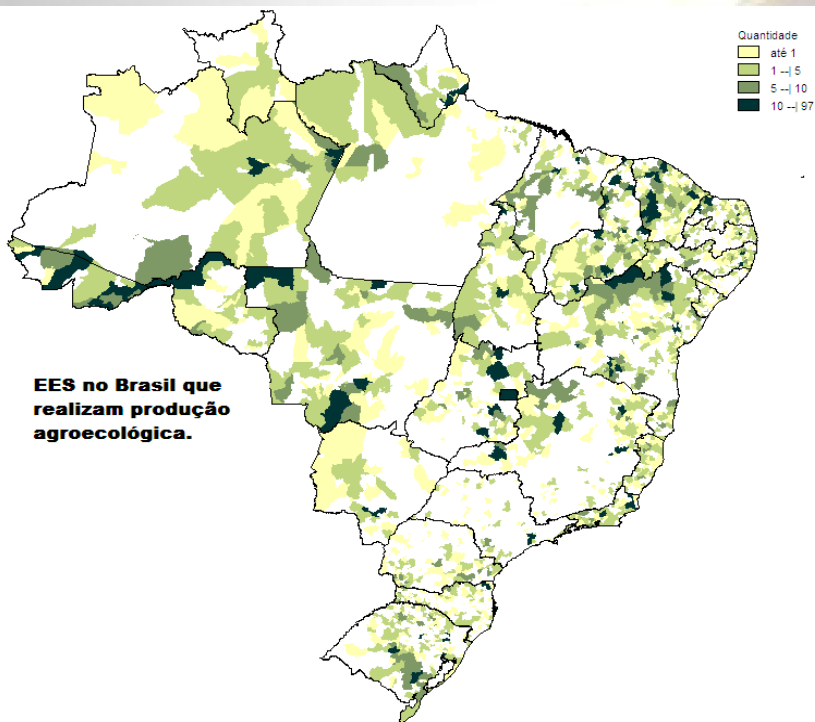 Quantidade
até 1
1 --| 5
5 --| 10
10 --| 97
EES no Brasil que
realizam produção
agroecológica.